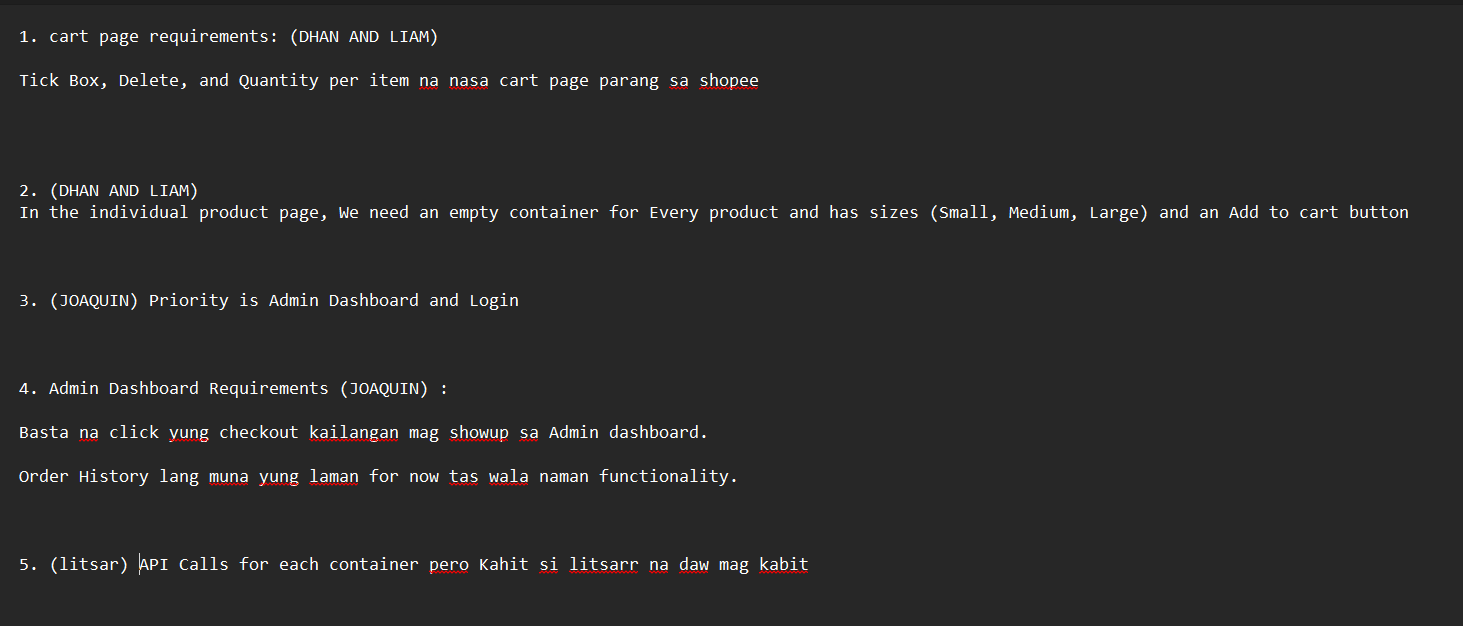 1. cart page requirements: (DHAN AND LIAM)
Tick Box, Delete, and Quantity per item na nasa cart page parang sa shopee
2. (DHAN AND LIAM)
In the individual product page, We need an empty container for Every product and has sizes (Small, Medium, Large) and an Add to cart button
3. (JOAQUIN) Priority is Admin Dashboard and Login
4. Admin Dashboard Requirements (JOAQUIN) :
Basta na click yung checkout kailangan mag showup sa Admin dashboard.
Order History lang muna yung laman for now tas wala naman functionality.
5. (litsar) API Calls for each container pero Kahit si litsarr na daw mag kabit